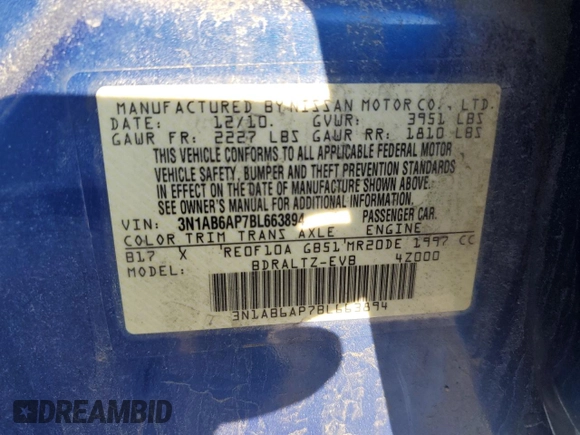 MANUFACTURED BY NISSAN MOTOR CO., LTD.
DATE: 12/10. GVWR: 3951 LBS
GAWR FR: 2227 LBS GAWR RR: 1810 LBS
THIS VEHICLE CONFORMS TO ALL APPLICABLE FEDERAL MOTOR
VEHICLE SAFETY, BUMPER AND THEFT PREVENTION STANDARDS
IN EFFECT ON THE DATE OF MANUFACTURE SHOWN ABOVE.
SEE OWNER'S MANUAL FOR ADDITIONAL INFORMATION.
VIN: 3N1AB6AP7BL663894 PASSENGER CAR.
COLOR TRIM TRANS AXLE ENGINE
B17 X 'RE0F10A GB51'MR20DE 1997 CC
MODEL: BDRALTZ-EVB 4Z000
3N1AB6AP7BL663894
DREAMBID